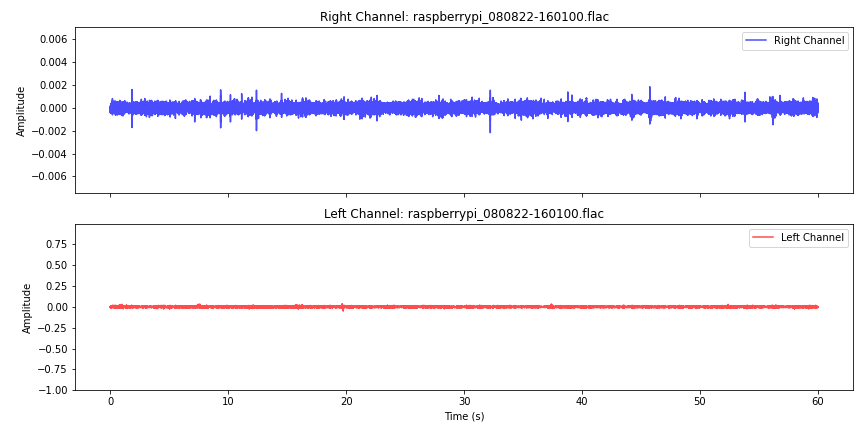 Right Channel: raspberrypi_080822-160100.flac
0.006
0.004
0.002
0.000
−0.002
−0.004
−0.006
Amplitude
Right Channel
Left Channel: raspberrypi_080822-160100.flac
0.75
0.50
0.25
0.00
−0.25
−0.50
−0.75
−1.00
Amplitude
Left Channel
0 10 20 30 40 50 60
Time (s)